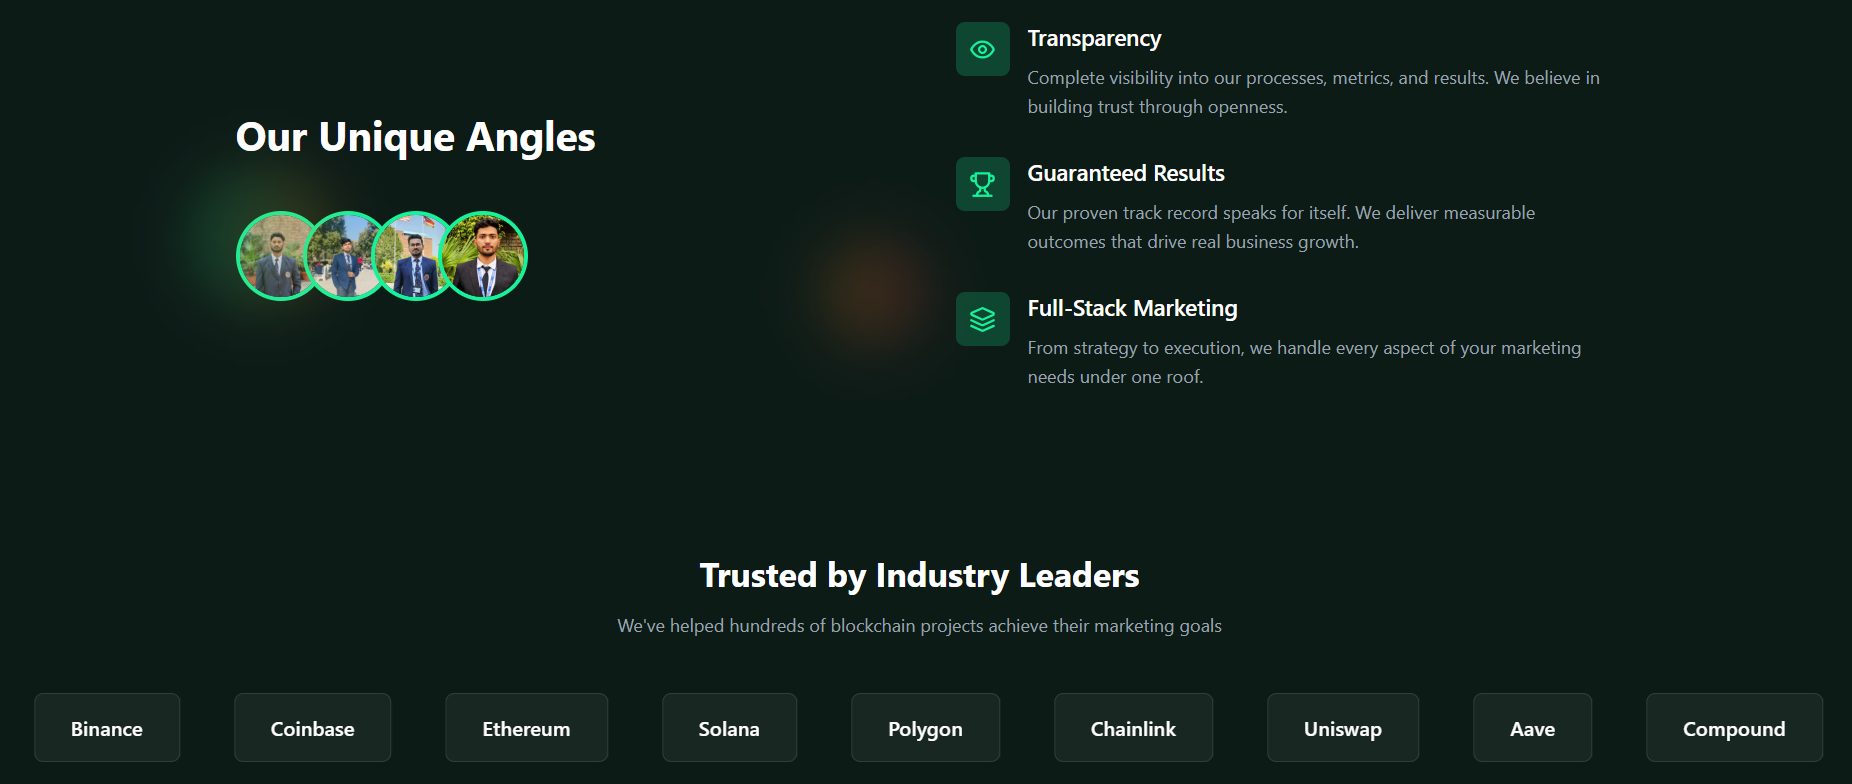 Our Unique Angles
Transparency
Complete visibility into our processes, metrics, and results. We believe in
building trust through openness.
Guaranteed Results
Our proven track record speaks for itself. We deliver measurable
outcomes that drive real business growth.
Full-Stack Marketing
From strategy to execution, we handle every aspect of your marketing
needs under one roof.
Trusted by Industry Leaders
We've helped hundreds of blockchain projects achieve their marketing goals
Binance
Coinbase
Ethereum
Solana
Polygon
Chainlink
Uniswap
Aave
Compound